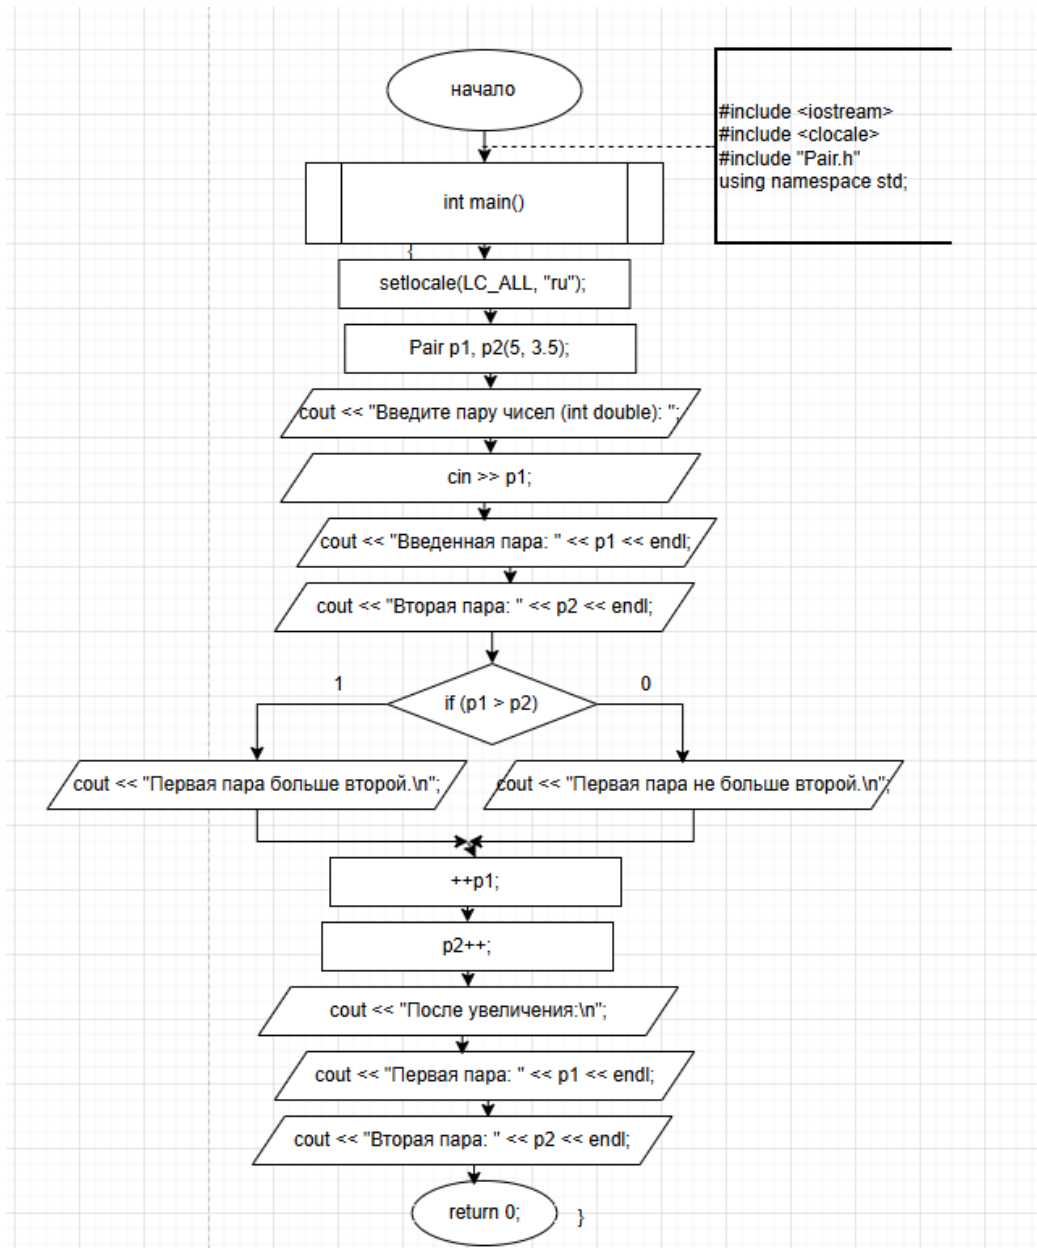 начало
#include <iostream>
#include <clocale>
#include "Pair.h"
using namespace std;
int main()
{
setlocale(LC_ALL, "ru");
Pair p1, p2(5, 3.5);
cout << "Введите пару чисел (int double): ";
cin >> p1;
cout << "Введенная пара: " << p1 << endl;
cout << "Вторая пара: " << p2 << endl;
1
0
if (p1 > p2)
cout << "Первая пара больше второй.\n";
cout << "Первая пара не больше второй.\n";
++p1;
p2++;
cout << "После увеличения:\n";
cout << "Первая пара: " << p1 << endl;
cout << "Вторая пара: " << p2 << endl;
return 0;
}